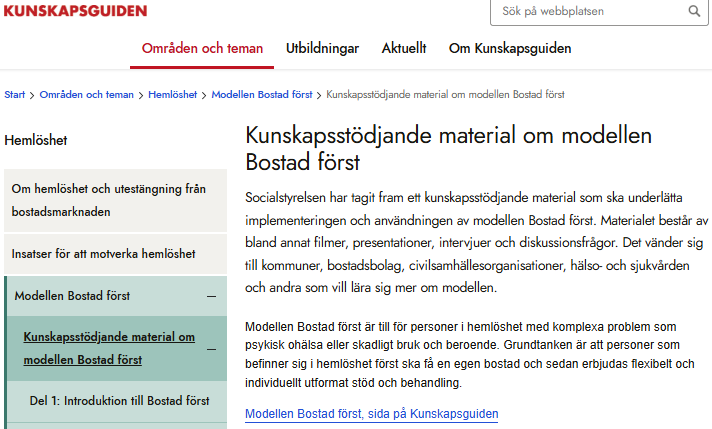 KUNSKAPSGUIDEN
Sök på webbplatsen
Områden och teman Utbildningar Aktuellt Om Kunskapsguiden
Start > Områden och teman > Hemlöshet > Modellen Bostad först > Kunskapsstödjande material om modellen Bostad först
Hemlöshet
Om hemlöshet och utestängning från
bostadsmarknaden
Insatser för att motverka hemlöshet
Modellen Bostad först
Kunskapsstödjande material om
modellen Bostad först
Del 1: Introduktion till Bostad först
Kunskapsstödjande material om modellen
Bostad först
Socialstyrelsen har tagit fram ett kunskapsstödjande material som ska underlätta
implementeringen och användningen av modellen Bostad först. Materialet består av
bland annat filmer, presentationer, intervjuer och diskussionsfrågor. Det vänder sig
till kommuner, bostadsbolag, civilsamhällesorganisationer, hälso- och sjukvården
och andra som vill lära sig mer om modellen.
Modellen Bostad först är till för personer i hemlöshet med komplexa problem som
psykisk ohälsa eller skadligt bruk och beroende. Grundtanken är att personer som
befinner sig i hemlöshet först ska få en egen bostad och sedan erbjudas flexibelt och
individuellt utformat stöd och behandling.
Modellen Bostad först, sida på Kunskapsguiden